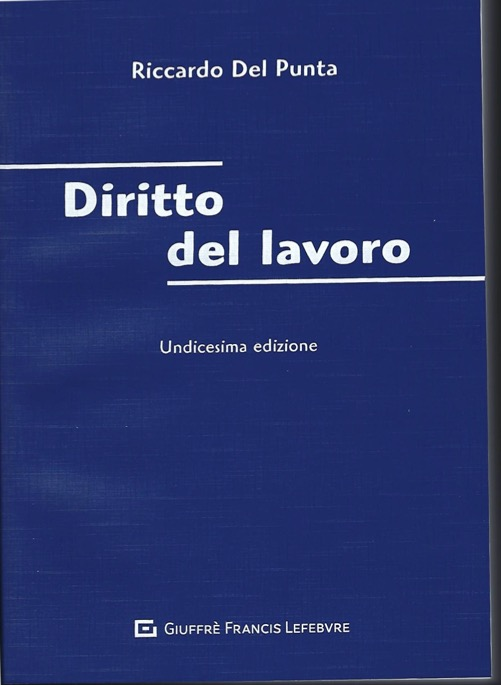 Riccardo Del Punta
Diritto
del lavoro
Undicesima edizione
GIUFFRÈ FRANCIS LEFEBVRE